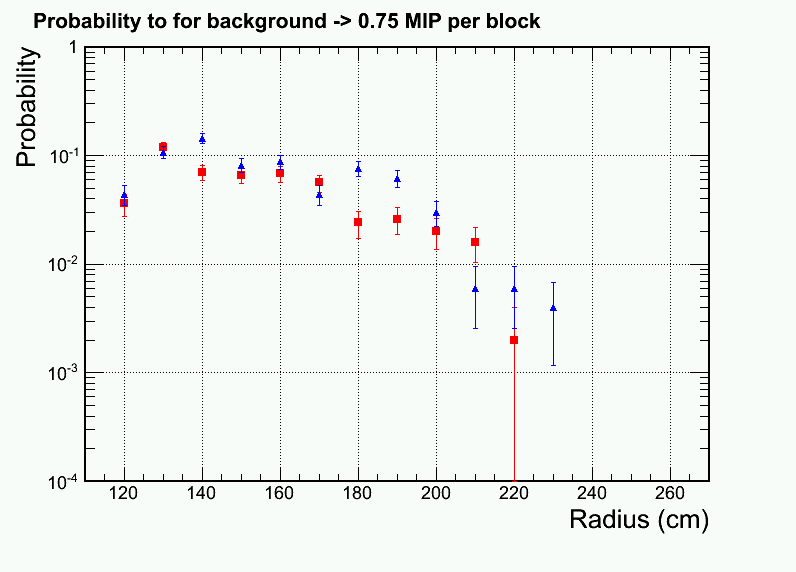 Probability to for background -> 0.75 MIP per block
Probability
1
10⁻¹
10⁻²
10⁻³
10⁻⁴
120 140 160 180 200 220 240 260
Radius (cm)